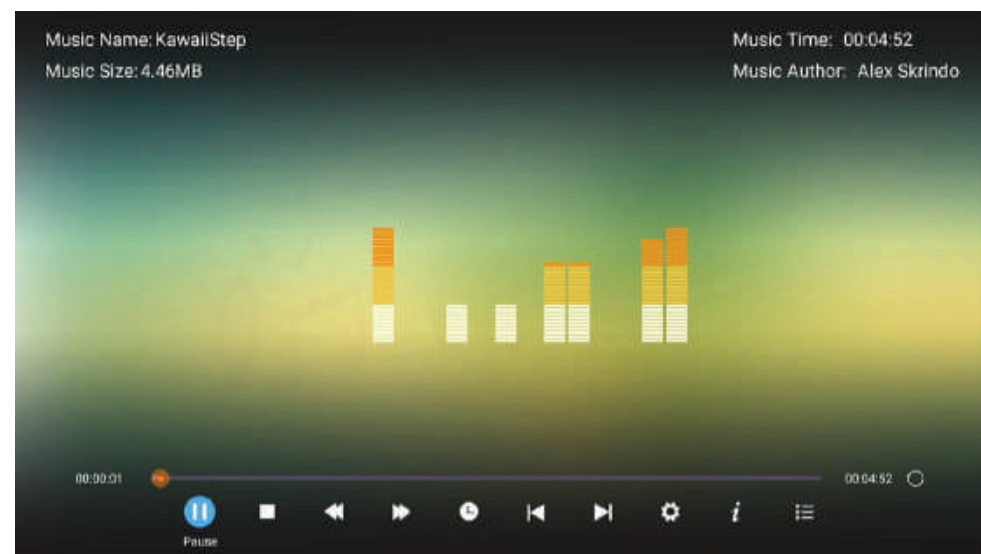 Music Name: KawaiiStep
Music Size: 4.46MB
Music Time: 00:04:52
Music Author: Alex Skrindo
00:00:01
00:04:52
Pause